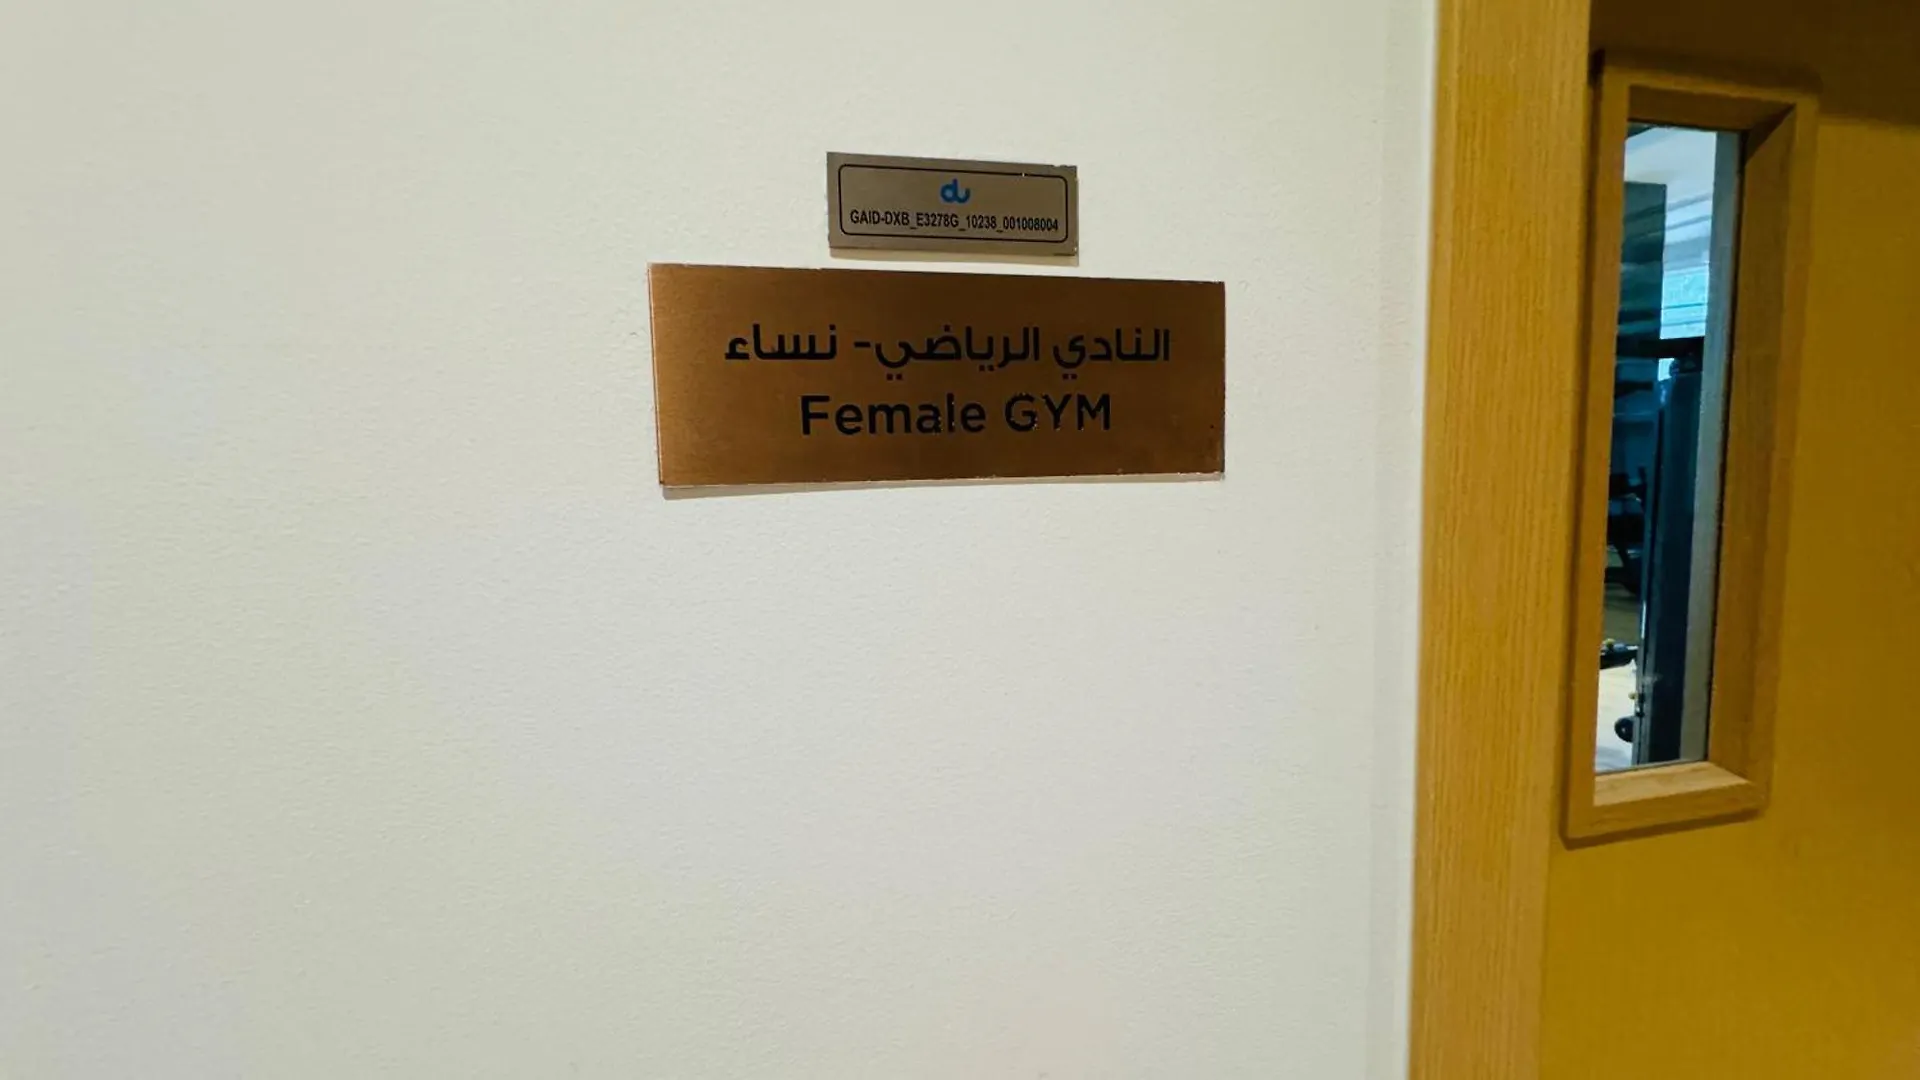 du
GAID-DXB_E3278G_10238_001008004
النادي الرياضي- نساء
Female GYM